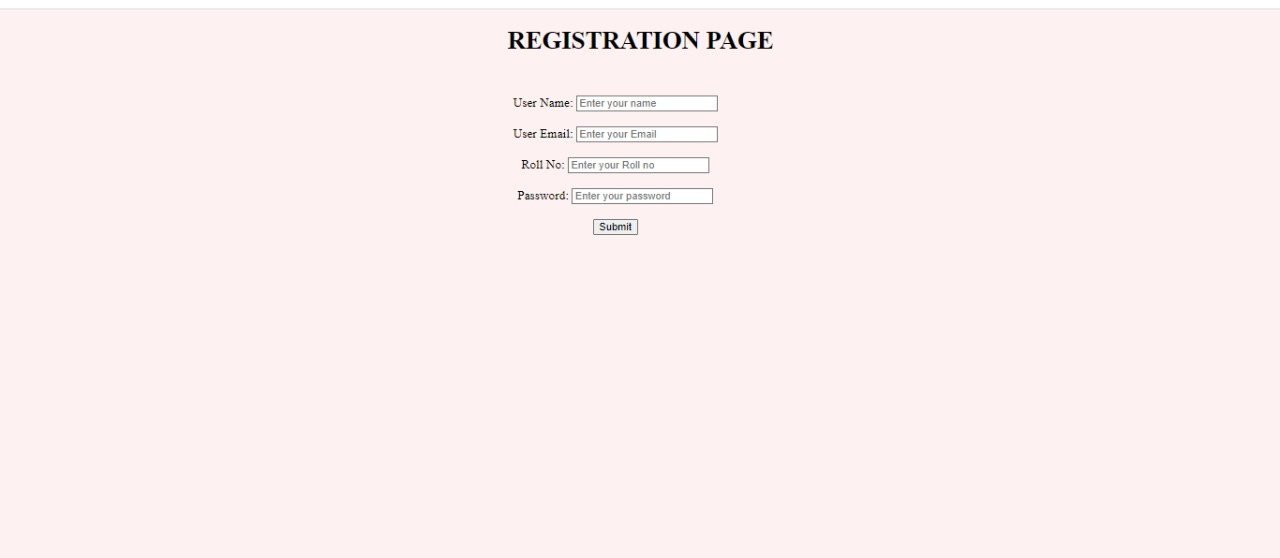 REGISTRATION PAGE
User Name: Enter your name
User Email: Enter your Email
Roll No: Enter your Roll no
Password: Enter your password
Submit